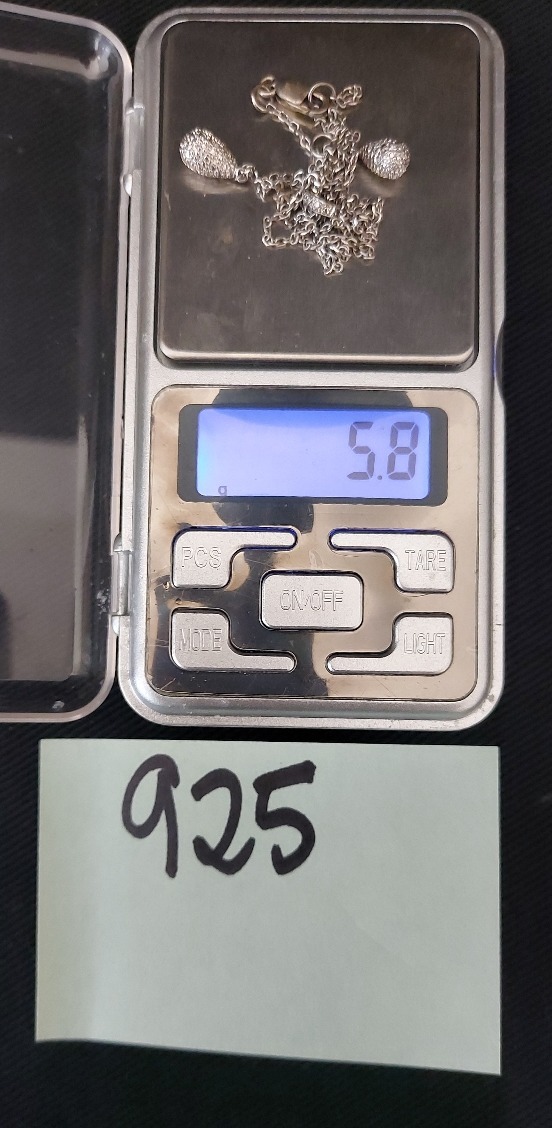 5.8
g
PCS
TARE
ON/OFF
MODE
LIGHT
925